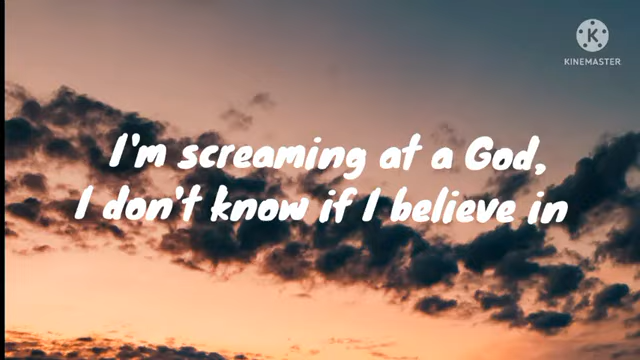 K
KINEMASTER
I'm screaming at a God,
I don't know if I believe in